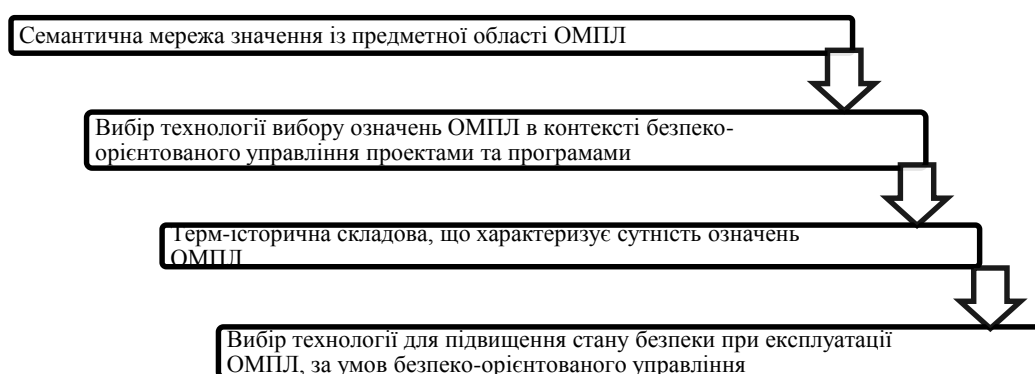 Семантична мережа значення із предметної області ОМПЛ
Вибір технології вибору означень ОМПЛ в контексті безпеко-
орієнтованого управління проектами та програмами
Терм-історична складова, що характеризує сутність означень
ОМПЛ
Вибір технології для підвищення стану безпеки при експлуатації
ОМПЛ, за умов безпеко-орієнтованого управління